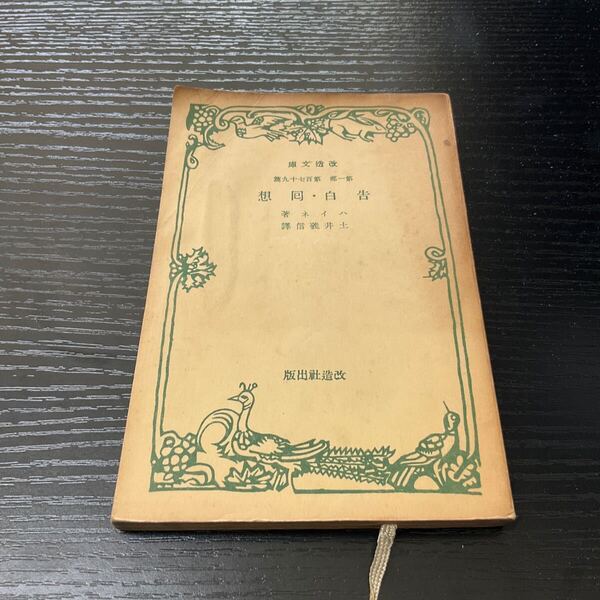 庫文造改
篇九十七百第 部一第
想 回・白 告
著 ネイハ
譯信雅井土
版出社造改